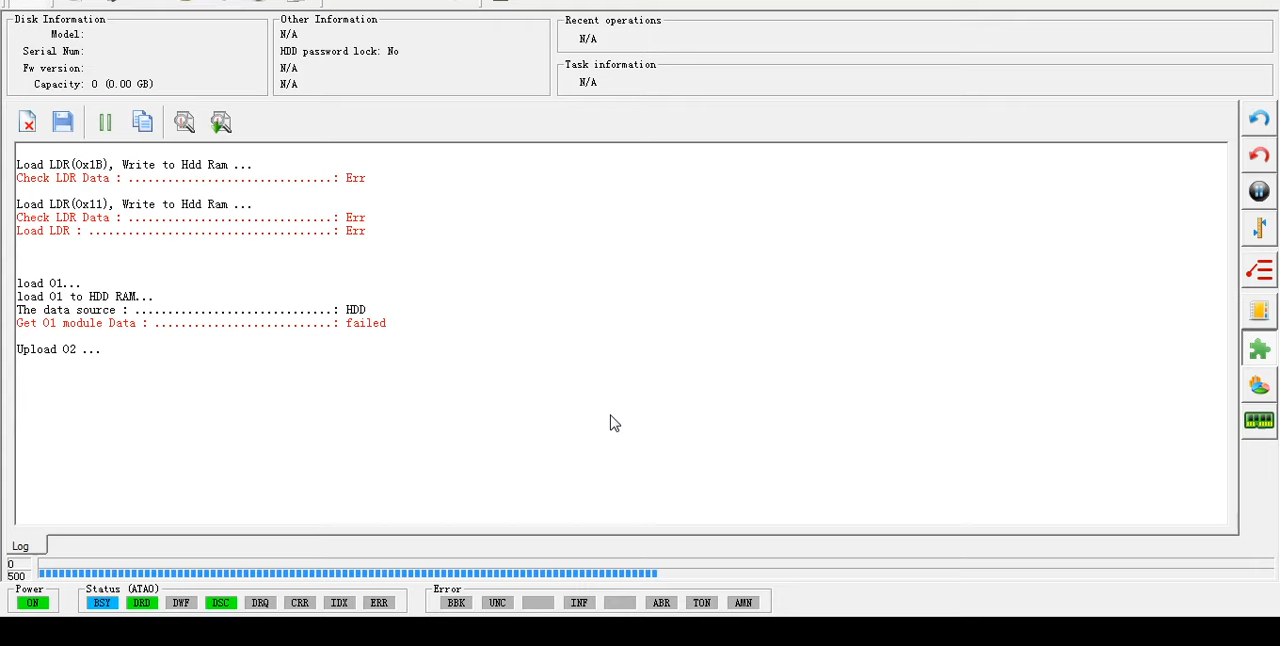 Disk Information
Model:
Serial Num:
Fw version:
Capacity: 0 (0.00 GB)
Other Information
N/A
HDD password lock: No
N/A
N/A
Recent operations
N/A
Task information
N/A
Load LDR(0x1B), Write to Hdd Ram ...
Check LDR Data : ...............................: Err
Load LDR(0x11), Write to Hdd Ram ...
Check LDR Data : ...............................: Err
Load LDR : .....................................: Err
load 01...
load 01 to HDD RAM...
The data source : ..............................: HDD
Get 01 module Data : ...........................: failed
Upload 02 ...
Log
0
500
Power
ON
Status (ATA0)
BSY DRD DWF DSC DRQ CRR IDX ERR
Error
BBK UNC INF ABR TON AMN